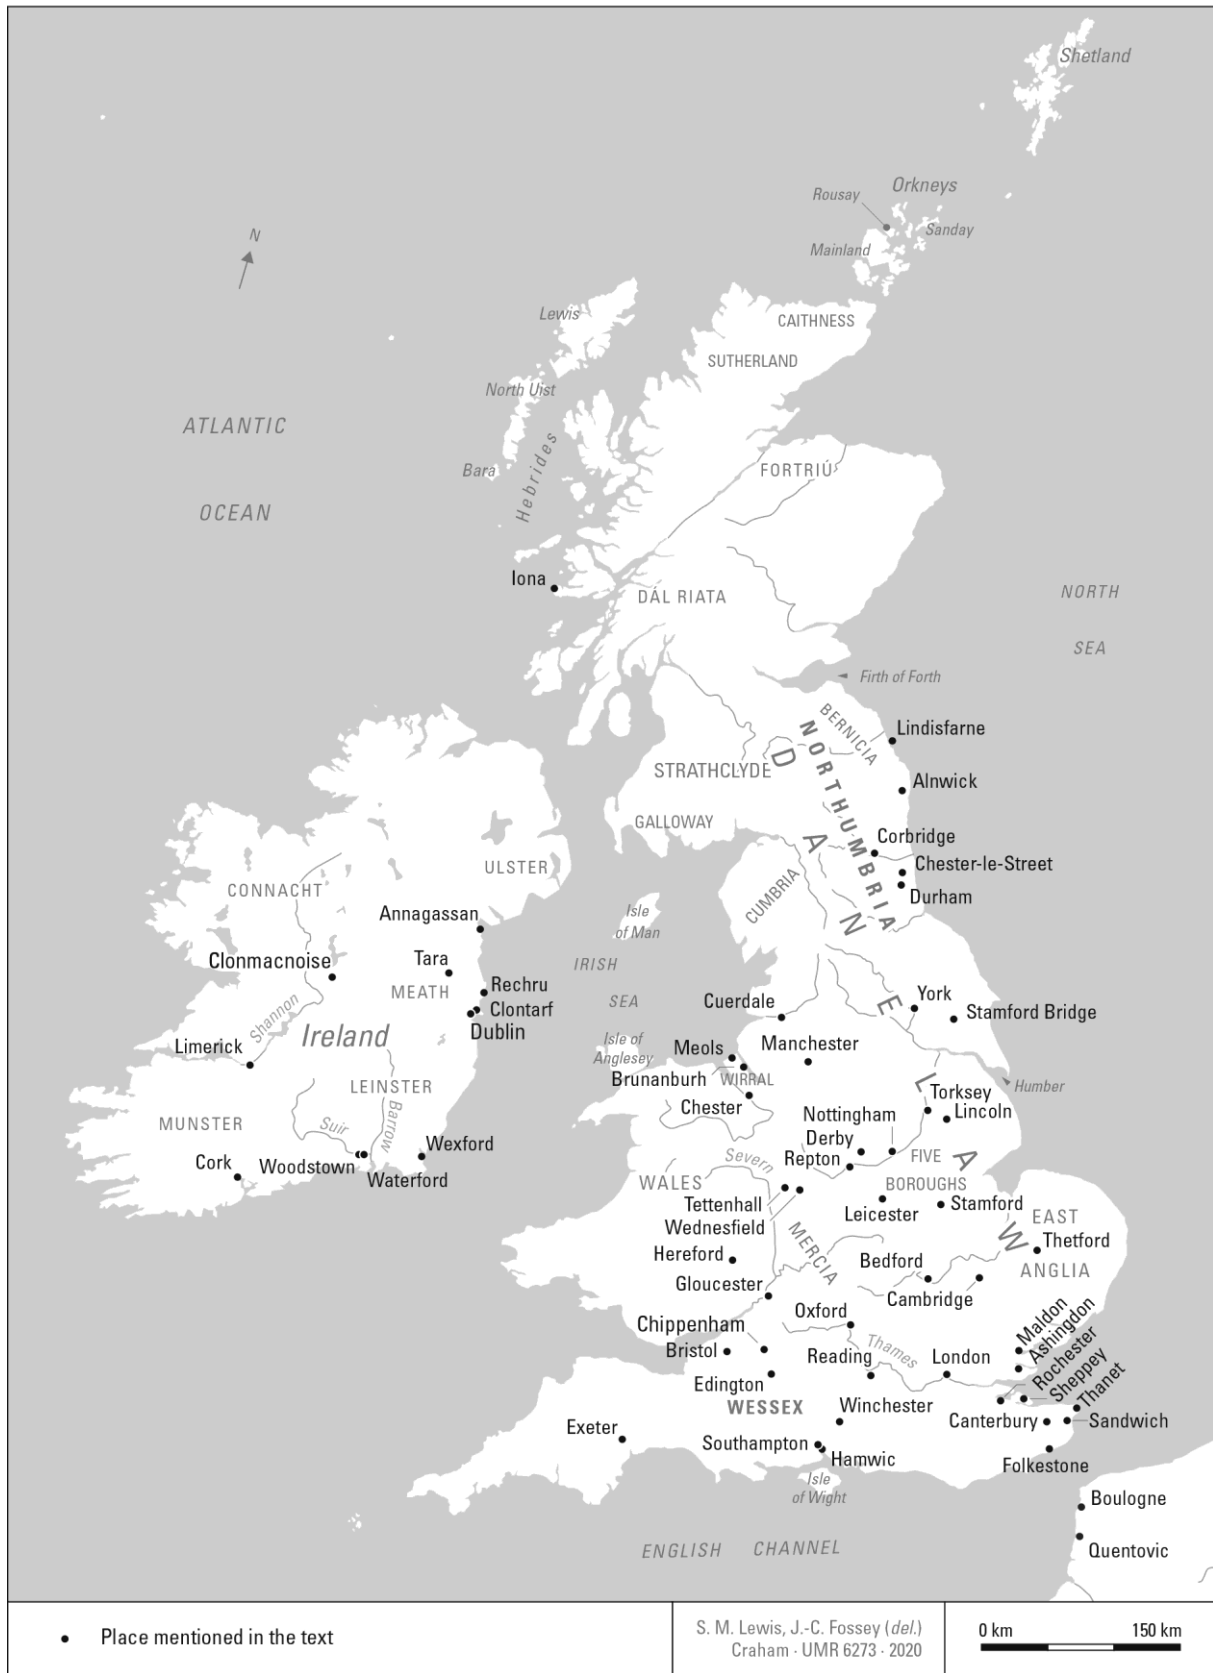 Shetland
Orkneys
Rousay
Sanday
Mainland
N
Lewis
CAITHNESS
SUTHERLAND
North Uist
ATLANTIC
OCEAN
Bara
Hebrides
FORTRIÚ
Iona
DÁL RIATA
NORTH
SEA
Firth of Forth
BERNICIA
Lindisfarne
NORTHUMBRIA
DANELAW
STRATHCLYDE
Alnwick
GALLOWAY
Corbridge
Chester-le-Street
Durham
CUMBRIA
ULSTER
CONNACHT
Annagassan
Isle
of Man
Clonmacnoise
Tara
IRISH
SEA
MEATH
Rechru
Clontarf
Dublin
Shannon
Ireland
Limerick
Cuerdale
York
Stamford Bridge
Isle of
Anglesey
Meols
Manchester
Brunanburh
WIRRAL
Humber
Chester
Torksey
Lincoln
LEINSTER
MUNSTER
Suir
Barrow
Nottingham
Derby
Repton
FIVE
BOROUGHS
Wexford
Cork
Woodstown
Waterford
Severn
WALES
Tettenhall
Wednesfield
Leicester
Stamford
EAST
ANGLIA
Thetford
MERCIA
Hereford
Bedford
Gloucester
Cambridge
Oxford
Maldon
Ashingdon
Chippenham
Bristol
Reading
Thames
London
Rochester
Sheppey
Thanet
Edington
WESSEX
Winchester
Canterbury
Sandwich
Exeter
Southampton
Hamwic
Folkestone
Isle
of Wight
Boulogne
ENGLISH CHANNEL
Quentovic
Place mentioned in the text
S. M. Lewis, J.-C. Fossey (del.)
Craham · UMR 6273 · 2020
0 km 150 km